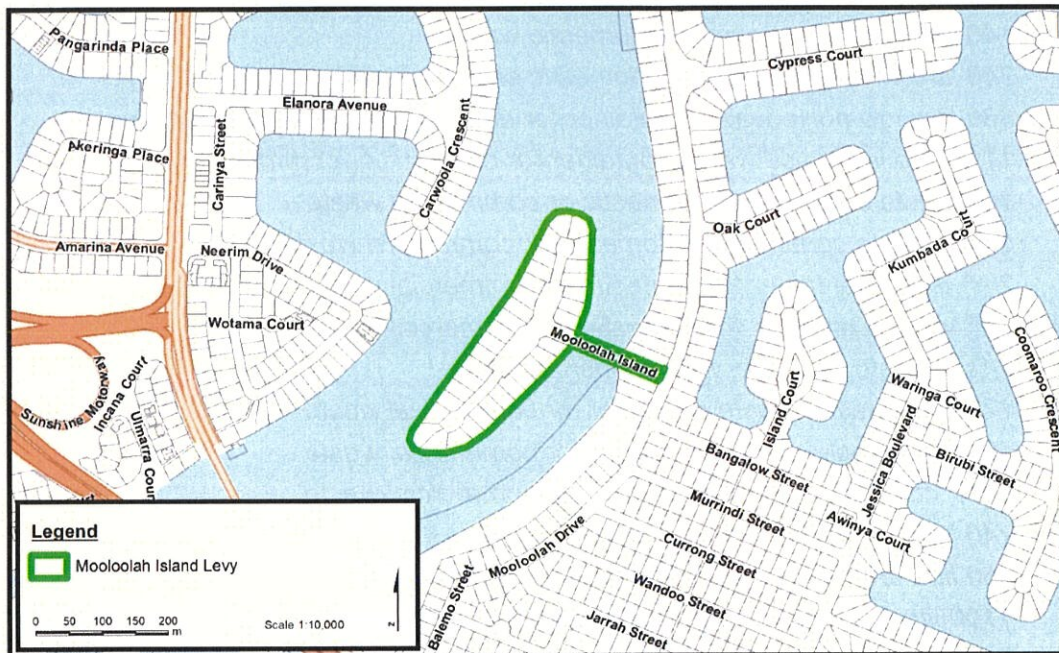 Pangarinda Place
Elanora Avenue
Cypress Court
Carinya Street
Carwoola Crescent
Akeringa Place
Oak Court
Kumbada Court
Amarina Avenue
Neerim Drive
Wotama Court
Mooloolah Island
Coomaroo Crescent
Sunshine Motorway
Incana Court
Ulmarra Court
Island Court
Waringa Court
Jessica Boulevard
Bangalow Street
Birubi Street
Murrindi Street
Awinya Court
Mooloolah Drive
Currong Street
Balemo Street
Wandoo Street
Jarrah Street
Legend
Mooloolah Island Levy
0 50 100 150 200
m
Scale 1:10,000
z